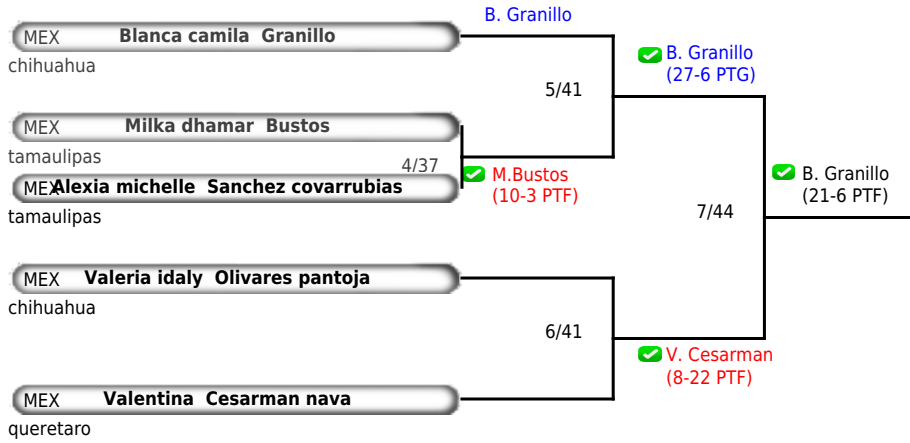 B. Granillo
MEX Blanca camila Granillo
chihuahua
B. Granillo
(27-6 PTG)
5/41
MEX Milka dhamar Bustos
tamaulipas
4/37
MEX Alexia michelle Sanchez covarrubias
tamaulipas
M.Bustos
(10-3 PTF)
B. Granillo
(21-6 PTF)
7/44
MEX Valeria idaly Olivares pantoja
chihuahua
6/41
V. Cesarman
(8-22 PTF)
MEX Valentina Cesarman nava
queretaro